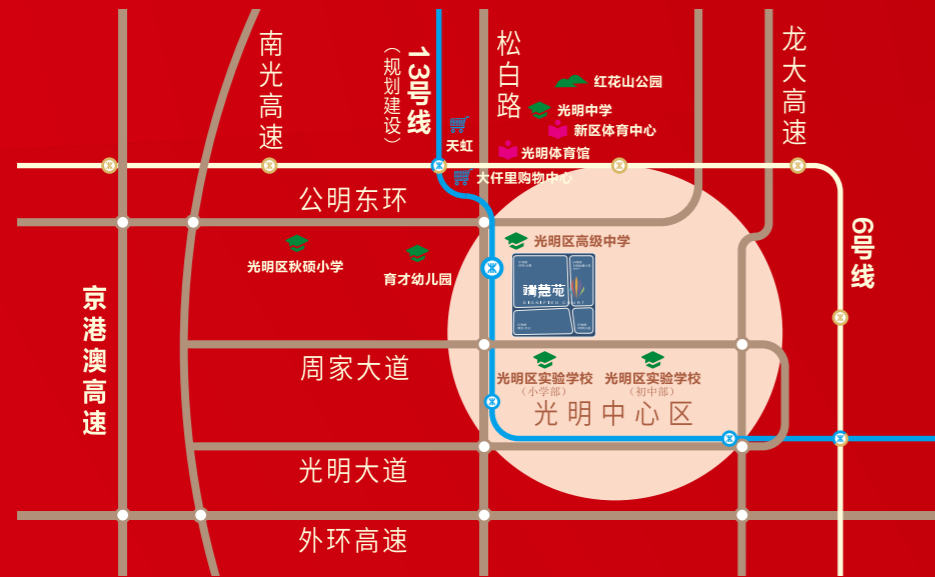 南光高速
13号线
（规划建设）
松白路
龙大高速
红花山公园
光明中学
新区体育中心
天虹
光明体育馆
大仟里购物中心
公明东环
6号线
光明区高级中学
光明区秋硕小学
育才幼儿园
京港澳高速
周家大道
光明区实验学校
（小学部）
光明区实验学校
（初中部）
光明中心区
光明大道
外环高速